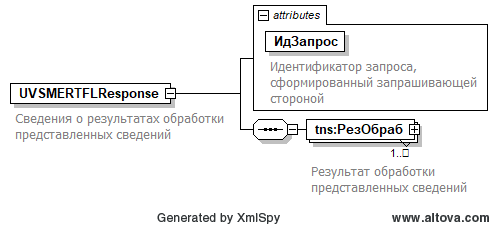 attributes
ИдЗапрос
Идентификатор запроса,
сформированный запрашивающей
стороной
UVSMERTFLResponse
Сведения о результатах обработки
представленных сведений
tns:РезОбраб
1..
Результат обработки
представленных сведений
Generated by XmlSpy
www.altova.com